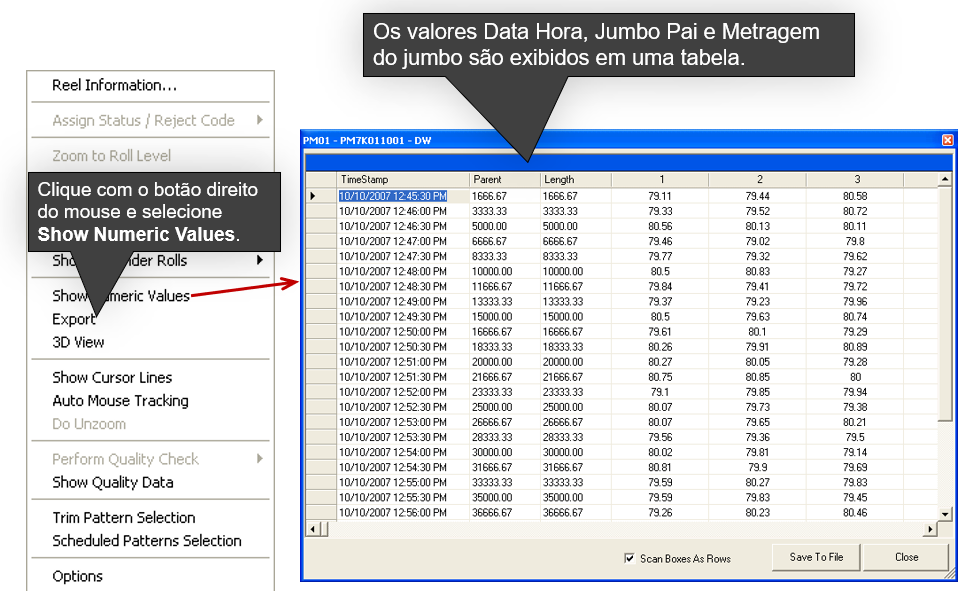 Os valores Data Hora, Jumbo Pai e Metragem
do jumbo são exibidos em uma tabela.
Reel Information...
Assign Status / Reject Code
Zoom to Roll Level
Clique com o botão direito
do mouse e selecione
Show Numeric Values.
Sho der Rolls
Show Numeric Values
Export
3D View
Show Cursor Lines
Auto Mouse Tracking
Do Unzoom
Perform Quality Check
Show Quality Data
Trim Pattern Selection
Scheduled Patterns Selection
Options
PM01 - PM7K011001 - DW
TimeStamp Parent Length 1 2 3
10/10/2007 12:45:30 PM 1666.67 1666.67 79.11 79.44 80.58
10/10/2007 12:46:00 PM 3333.33 3333.33 79.33 79.52 80.72
10/10/2007 12:46:30 PM 5000.00 5000.00 80.56 80.13 80.11
10/10/2007 12:47:00 PM 6666.67 6666.67 79.46 79.02 79.8
10/10/2007 12:47:30 PM 8333.33 8333.33 79.77 79.32 79.62
10/10/2007 12:48:00 PM 10000.00 10000.00 80.5 80.83 79.27
10/10/2007 12:48:30 PM 11666.67 11666.67 79.84 79.41 79.72
10/10/2007 12:49:00 PM 13333.33 13333.33 79.37 79.23 79.96
10/10/2007 12:49:30 PM 15000.00 15000.00 80.5 79.63 80.74
10/10/2007 12:50:00 PM 16666.67 16666.67 79.61 80.1 79.29
10/10/2007 12:50:30 PM 18333.33 18333.33 80.26 79.91 80.89
10/10/2007 12:51:00 PM 20000.00 20000.00 80.27 80.05 79.28
10/10/2007 12:51:30 PM 21666.67 21666.67 80.75 80.85 80
10/10/2007 12:52:00 PM 23333.33 23333.33 79.1 79.85 79.94
10/10/2007 12:52:30 PM 25000.00 25000.00 80.07 79.73 79.38
10/10/2007 12:53:00 PM 26666.67 26666.67 80.07 79.65 80.21
10/10/2007 12:53:30 PM 28333.33 28333.33 79.56 79.36 79.5
10/10/2007 12:54:00 PM 30000.00 30000.00 80.02 79.81 79.14
10/10/2007 12:54:30 PM 31666.67 31666.67 80.81 79.9 79.69
10/10/2007 12:55:00 PM 33333.33 33333.33 79.59 80.27 79.83
10/10/2007 12:55:30 PM 35000.00 35000.00 79.59 79.83 79.45
10/10/2007 12:56:00 PM 36666.67 36666.67 79.26 80.23 80.46
Scan Boxes As Rows
Save To File
Close